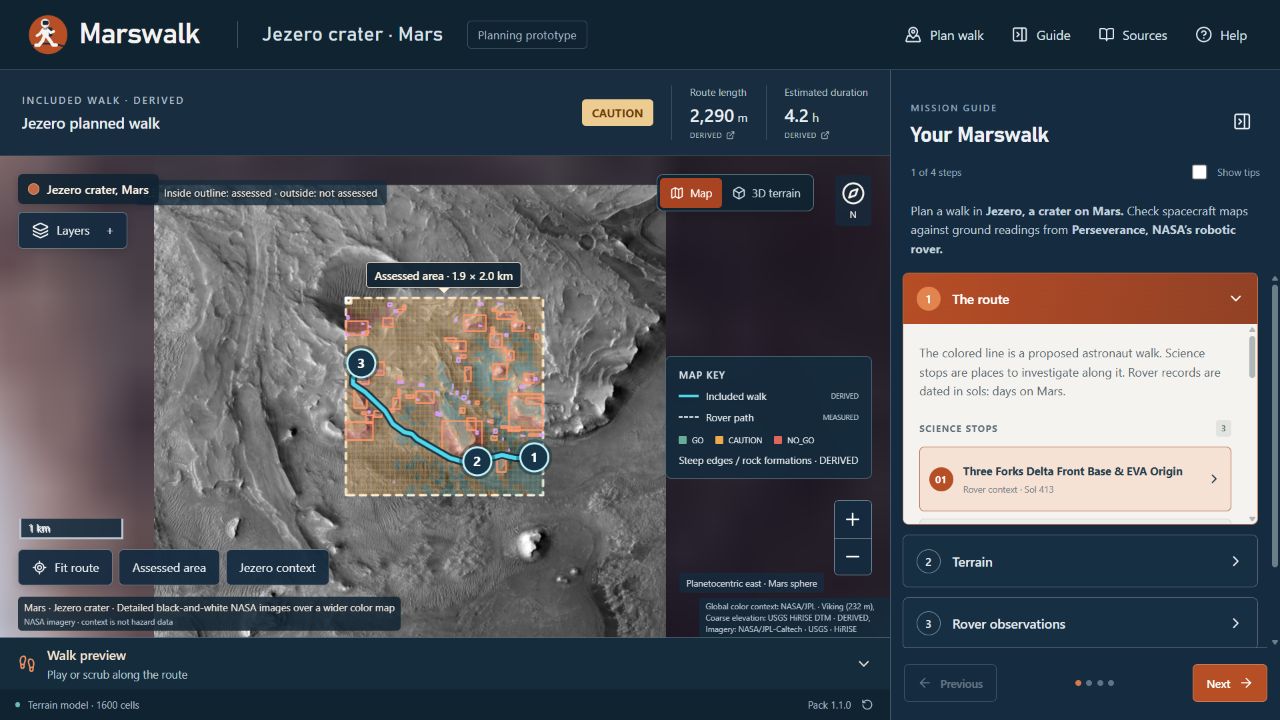 Marswalk
Jezero crater · Mars
Planning prototype
Plan walk
Guide
Sources
Help
INCLUDED WALK · DERIVED
Jezero planned walk
CAUTION
Route length
2,290 m
DERIVED
Estimated duration
4.2 h
DERIVED
Jezero crater, Mars
Inside outline: assessed · outside: not assessed
Layers +
Map
3D terrain
N
Assessed area · 1.9 × 2.0 km
3
2
1
MAP KEY
Included walk DERIVED
Rover path MEASURED
GO CAUTION NO_GO
Steep edges / rock formations · DERIVED
1 km
+
−
Fit route
Assessed area
Jezero context
Planetocentric east · Mars sphere
Mars · Jezero crater · Detailed black-and-white NASA images over a wider color map
NASA imagery · context is not hazard data
Global color context: NASA/JPL · Viking (232 m),
Coarse elevation: USGS HiRISE DTM · DERIVED,
Imagery: NASA/JPL-Caltech · USGS · HiRISE
Walk preview
Play or scrub along the route
Terrain model · 1600 cells
Pack 1.1.0
MISSION GUIDE
Your Marswalk
1 of 4 steps
Show tips
Plan a walk in Jezero, a crater on Mars. Check spacecraft maps
against ground readings from Perseverance, NASA's robotic
rover.
1 The route
The colored line is a proposed astronaut walk. Science
stops are places to investigate along it. Rover records are
dated in sols: days on Mars.
SCIENCE STOPS 3
01 Three Forks Delta Front Base & EVA Origin
Rover context · Sol 413
2 Terrain
3 Rover observations
Previous
Next